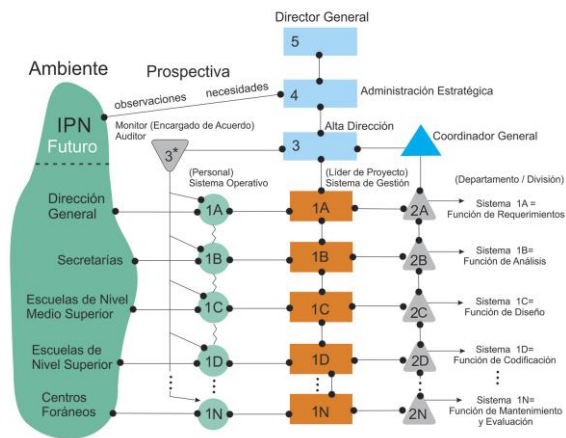 Director General
5
Ambiente
Prospectiva
4
Administración Estratégica
observaciones
necesidades
IPN
Futuro
Monitor (Encargado de Acuerdo)
Auditor
3*
Alta Dirección
3
Coordinador General
(Personal)
Sistema Operativo
(Líder de Proyecto)
Sistema de Gestión
(Departamento / División)
Dirección
General
1A
1A
2A
Sistema 1A =
Función de Requerimientos
Secretarías
1B
1B
2B
Sistema 1B=
Función de Análisis
Escuelas de Nivel
Medio Superior
1C
1C
2C
Sistema 1C=
Función de Diseño
Escuelas de
Nivel Superior
1D
1D
2D
Sistema 1D=
Función de Codificación
Centros
Foráneos
1N
1N
2N
Sistema 1N=
Función de Mantenimiento
y Evaluación